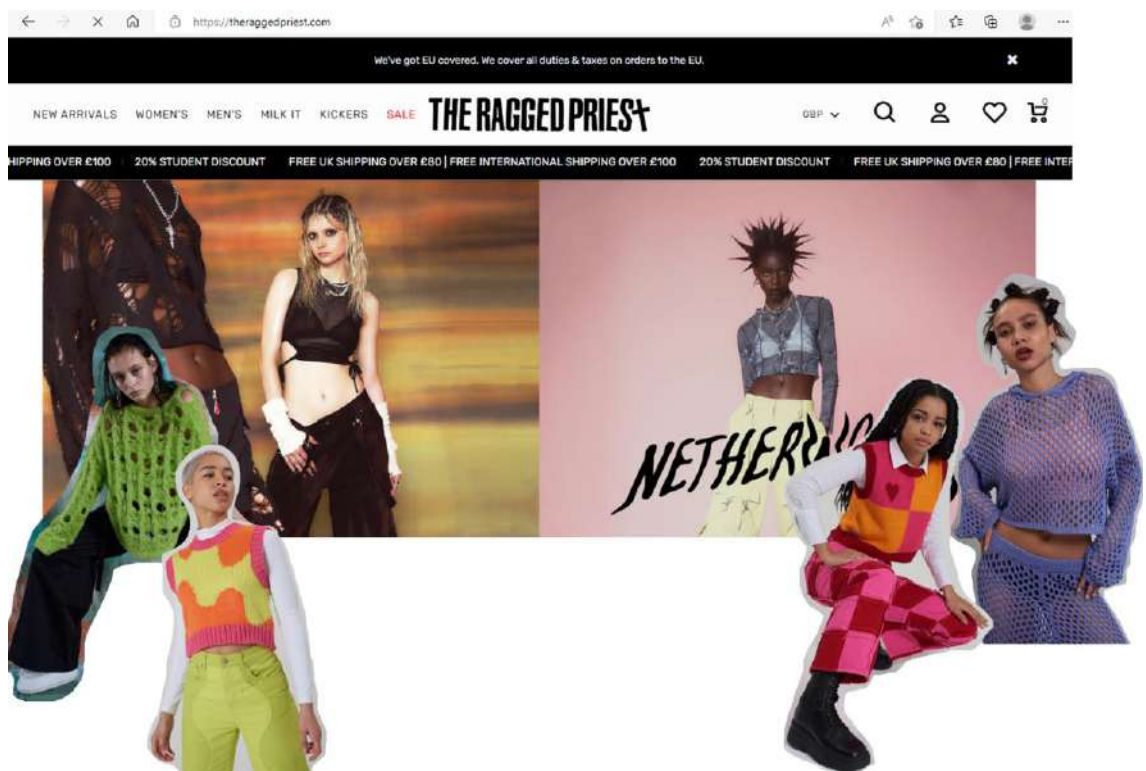 https://theraggedpriest.com
We've got EU covered. We cover all duties & taxes on orders to the EU.
NEW ARRIVALS WOMEN'S MEN'S MILK IT KICKERS SALE THE RAGGED PRIEST GBP 0
HIPPING OVER £100 20% STUDENT DISCOUNT FREE UK SHIPPING OVER £80 | FREE INTERNATIONAL SHIPPING OVER £100 20% STUDENT DISCOUNT FREE UK SHIPPING OVER £80 | FREE INTER